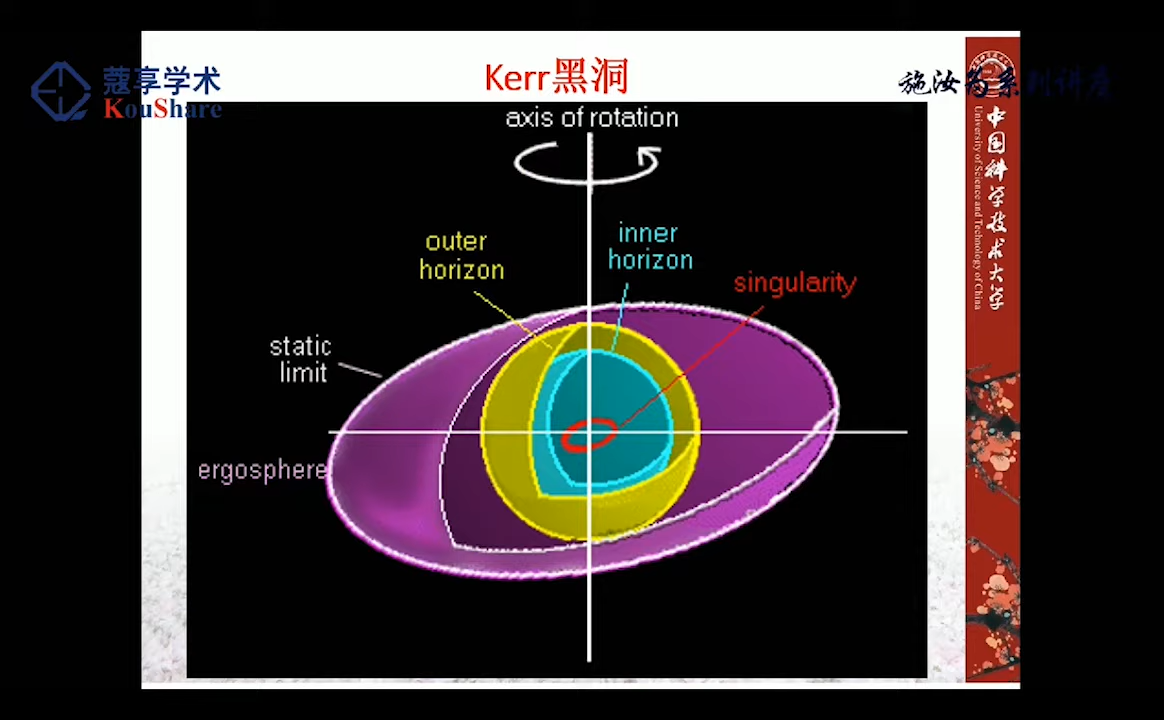 Kerr黑洞
蔻享学术
KouShare
施汝为系列讲座
axis of rotation
outer
horizon
inner
horizon
singularity
static
limit
ergosphere
中国科学技术大学
University of Science and Technology of China